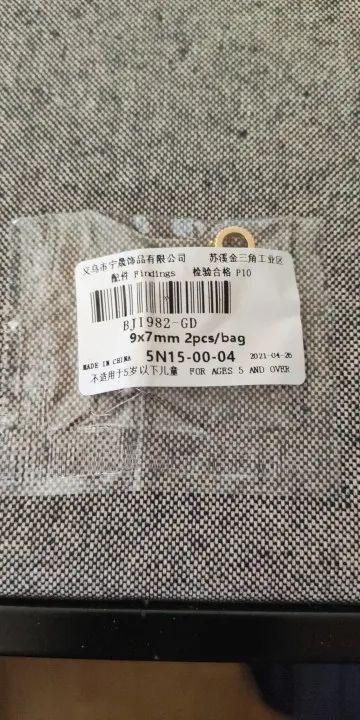 义乌市宁晟饰品有限公司 苏溪金三角工业区
配件 Findings 检验合格 P10
BJI982-GD
9x7mm 2pcs/bag
MADE IN CHINA 5N15-00-04 2021-04-26
不适用于5岁以下儿童 FOR AGES 5 AND OVER